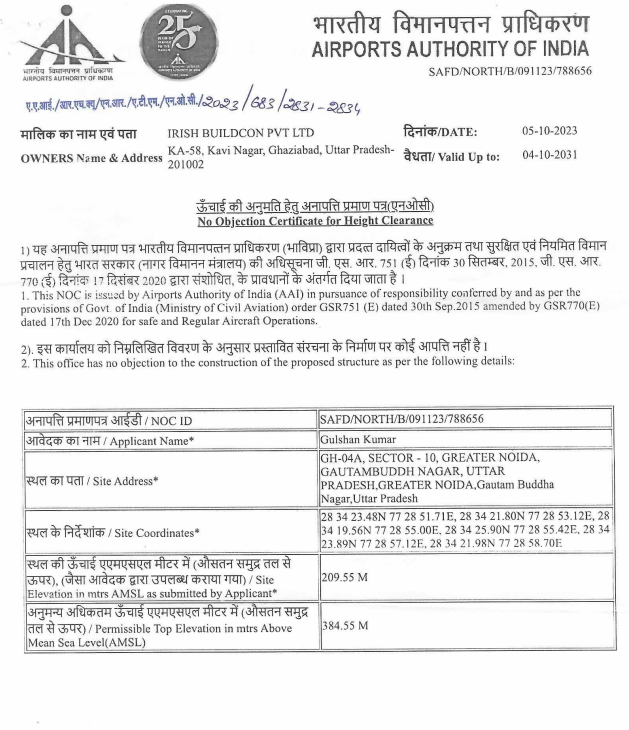 भारतीय विमानपत्तन प्राधिकरण
AIRPORTS AUTHORITY OF INDIA
भारतीय विमानपत्तन प्राधिकरण
AIRPORTS AUTHORITY OF INDIA
25
SAFD/NORTH/B/091123/788656
ए.ए.आई./आर.एच.क्यू/एन.आर./ए.टी.एम./एन.ओ.सी./2023/683/2831-2834
मालिक का नाम एवं पता IRISH BUILDCON PVT LTD दिनांक/DATE: 05-10-2023
OWNERS Name & Address KA-58, Kavi Nagar, Ghaziabad, Uttar Pradesh-201002 वैधता/ Valid Up to: 04-10-2031
ऊँचाई की अनुमति हेतु अनापत्ति प्रमाण पत्र(एनओसी)
No Objection Certificate for Height Clearance
1) यह अनापत्ति प्रमाण पत्र भारतीय विमानपत्तन प्राधिकरण (भाविप्रा) द्वारा प्रदत्त दायित्वों के अनुक्रम तथा सुरक्षित एवं नियमित विमान
प्रचालन हेतु भारत सरकार (नागर विमानन मंत्रालय) की अधिसूचना जी. एस. आर. 751 (ई) दिनांक 30 सितम्बर, 2015, जी. एस. आर.
770 (ई) दिनांक 17 दिसंबर 2020 द्वारा संशोधित, के प्रावधानों के अंतर्गत दिया जाता है ।
1. This NOC is issued by Airports Authority of India (AAI) in pursuance of responsibility conferred by and as per the
provisions of Govt. of India (Ministry of Civil Aviation) order GSR751 (E) dated 30th Sep.2015 amended by GSR770(E)
dated 17th Dec 2020 for safe and Regular Aircraft Operations.
2). इस कार्यालय को निम्नलिखित विवरण के अनुसार प्रस्तावित संरचना के निर्माण पर कोई आपत्ति नहीं है ।
2. This office has no objection to the construction of the proposed structure as per the following details:
अनापत्ति प्रमाणपत्र आईडी / NOC ID SAFD/NORTH/B/091123/788656
आवेदक का नाम / Applicant Name* Gulshan Kumar
स्थल का पता / Site Address* GH-04A, SECTOR - 10, GREATER NOIDA,
GAUTAMBUDDH NAGAR, UTTAR
PRADESH,GREATER NOIDA,Gautam Buddha
Nagar,Uttar Pradesh
स्थल के निर्देशांक / Site Coordinates* 28 34 23.48N 77 28 51.71E, 28 34 21.80N 77 28 53.12E, 28
34 19.56N 77 28 55.00E, 28 34 25.90N 77 28 55.42E, 28 34
23.89N 77 28 57.12E, 28 34 21.98N 77 28 58.70E
स्थल की ऊँचाई एएमएसएल मीटर में (औसतन समुद्र तल से
ऊपर), (जैसा आवेदक द्वारा उपलब्ध कराया गया) / Site
Elevation in mtrs AMSL as submitted by Applicant* 209.55 M
अनुमन्य अधिकतम ऊँचाई एएमएसएल मीटर में (औसतन समुद्र
तल से ऊपर) / Permissible Top Elevation in mtrs Above
Mean Sea Level(AMSL) 384.55 M